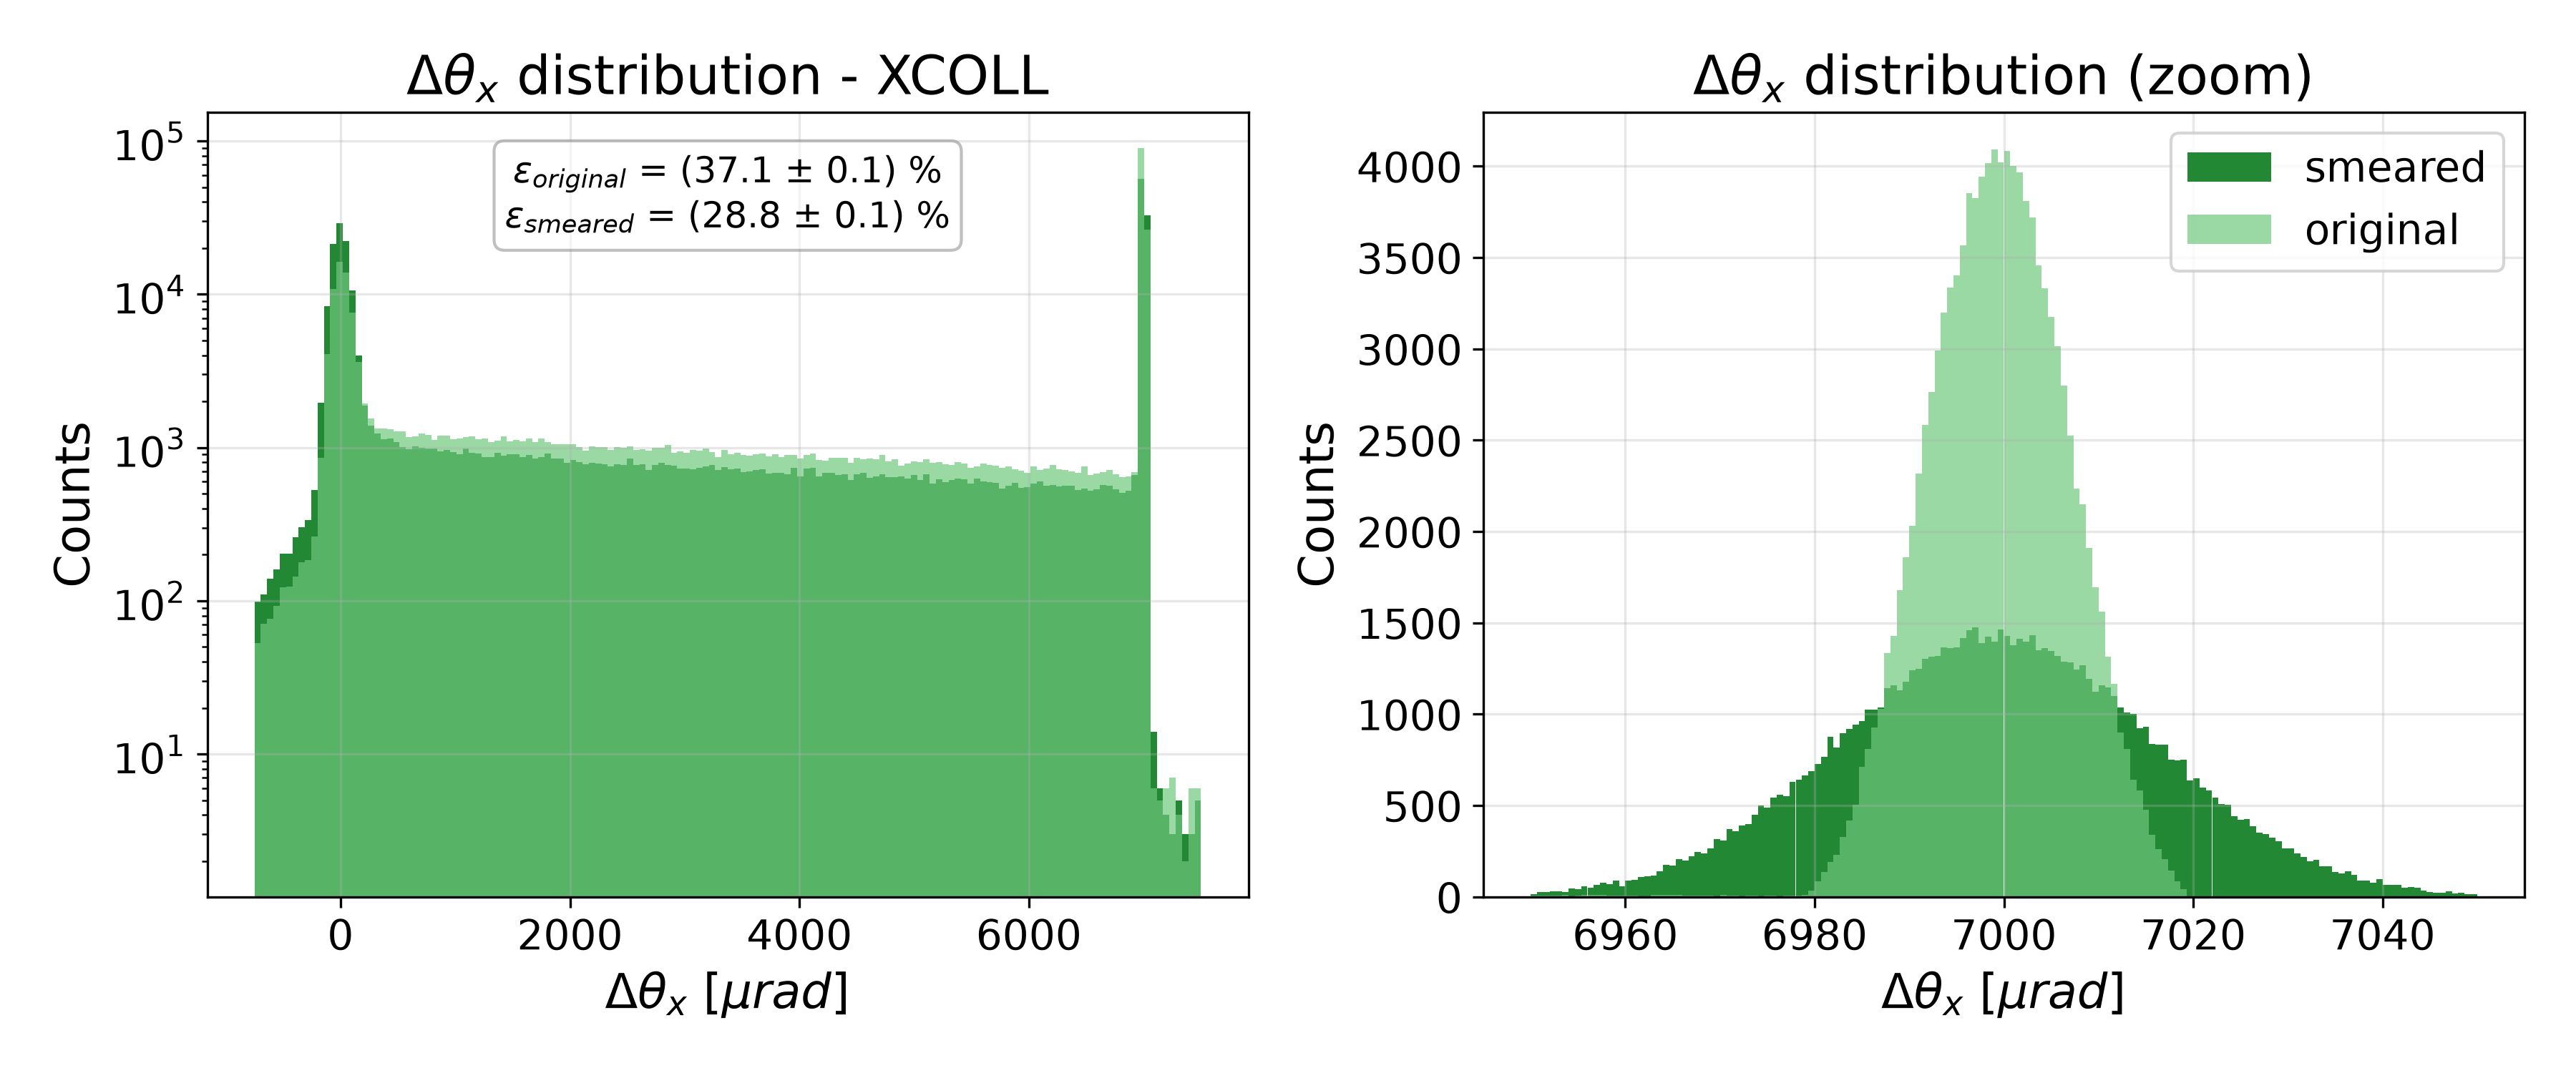 Δθx distribution - XCOLL
10^5
10^4
10^3
10^2
10^1
Counts
εoriginal = (37.1 ± 0.1) %
εsmeared = (28.8 ± 0.1) %
0 2000 4000 6000
Δθx [μrad]
Δθx distribution (zoom)
4000
3500
3000
2500
2000
1500
1000
500
0
Counts
smeared
original
6960 6980 7000 7020 7040
Δθx [μrad]